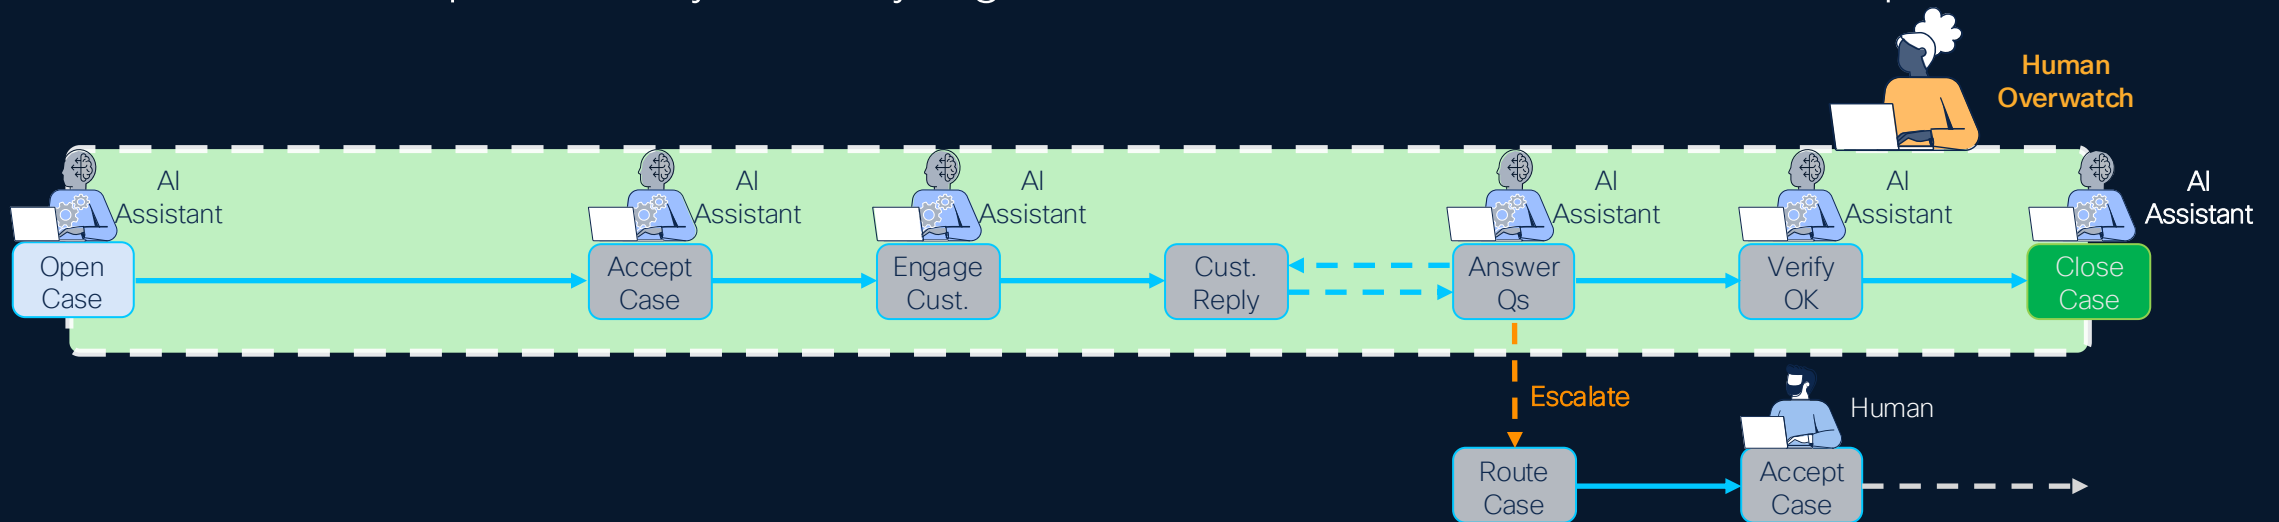 Human
Overwatch
AI
Assistant
AI
Assistant
AI
Assistant
AI
Assistant
AI
Assistant
AI
Assistant
Open
Case
Accept
Case
Engage
Cust.
Cust.
Reply
Answer
Qs
Verify
OK
Close
Case
Escalate
Human
Route
Case
Accept
Case